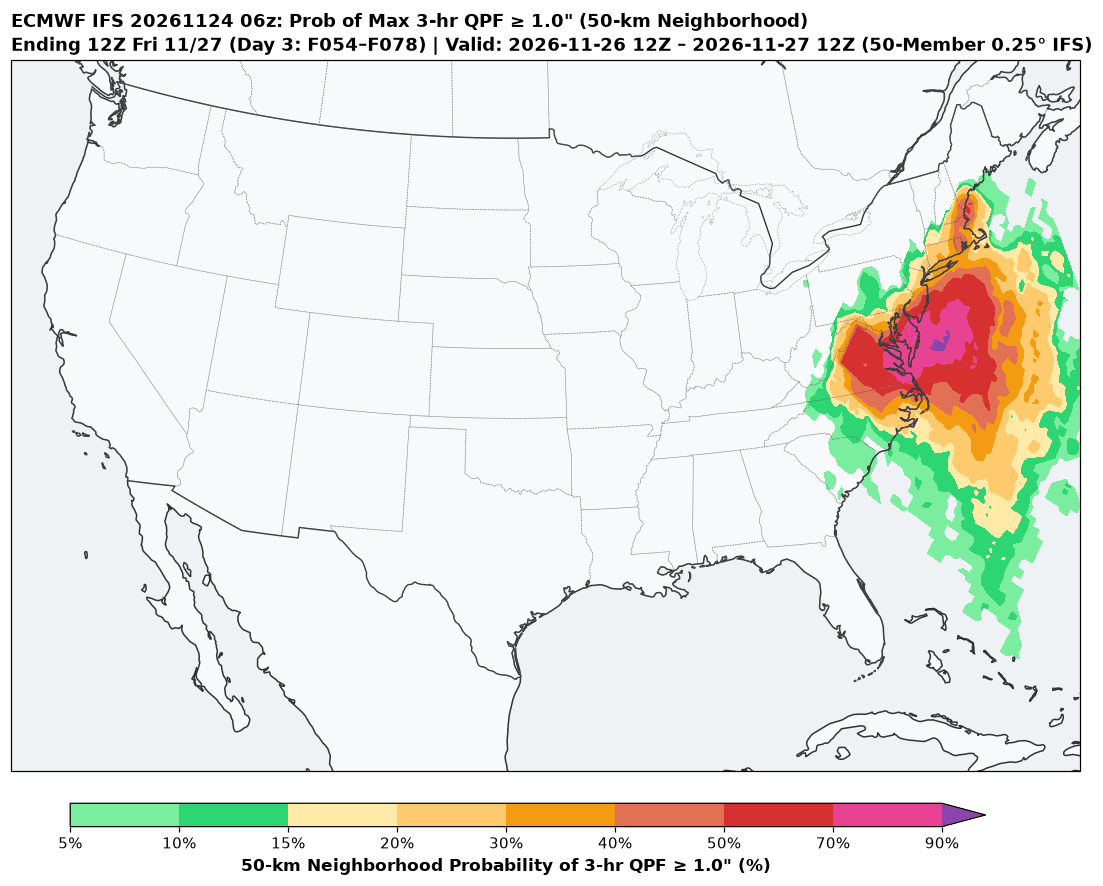 ECMWF IFS 20261124 06z: Prob of Max 3-hr QPF ≥ 1.0" (50-km Neighborhood)
Ending 12Z Fri 11/27 (Day 3: F054–F078) | Valid: 2026-11-26 12Z – 2026-11-27 12Z (50-Member 0.25° IFS)
5% 10% 15% 20% 30% 40% 50% 70% 90%
50-km Neighborhood Probability of 3-hr QPF ≥ 1.0" (%)